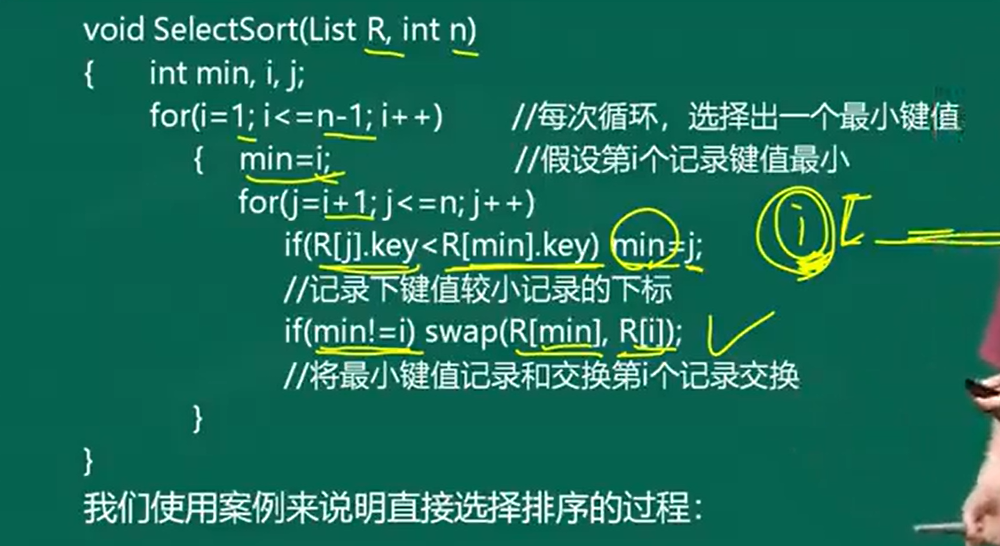 void SelectSort(List R, int n)
{ int min, i, j;
for(i=1; i<=n-1; i++) //每次循环，选择出一个最小键值
{ min=i; //假设第i个记录键值最小
for(j=i+1; j<=n; j++)
if(R[j].key<R[min].key) min=j; i [
//记录下键值较小记录的下标
if(min!=i) swap(R[min], R[i]);
//将最小键值记录和交换第i个记录交换
}
}
我们使用案例来说明直接选择排序的过程：